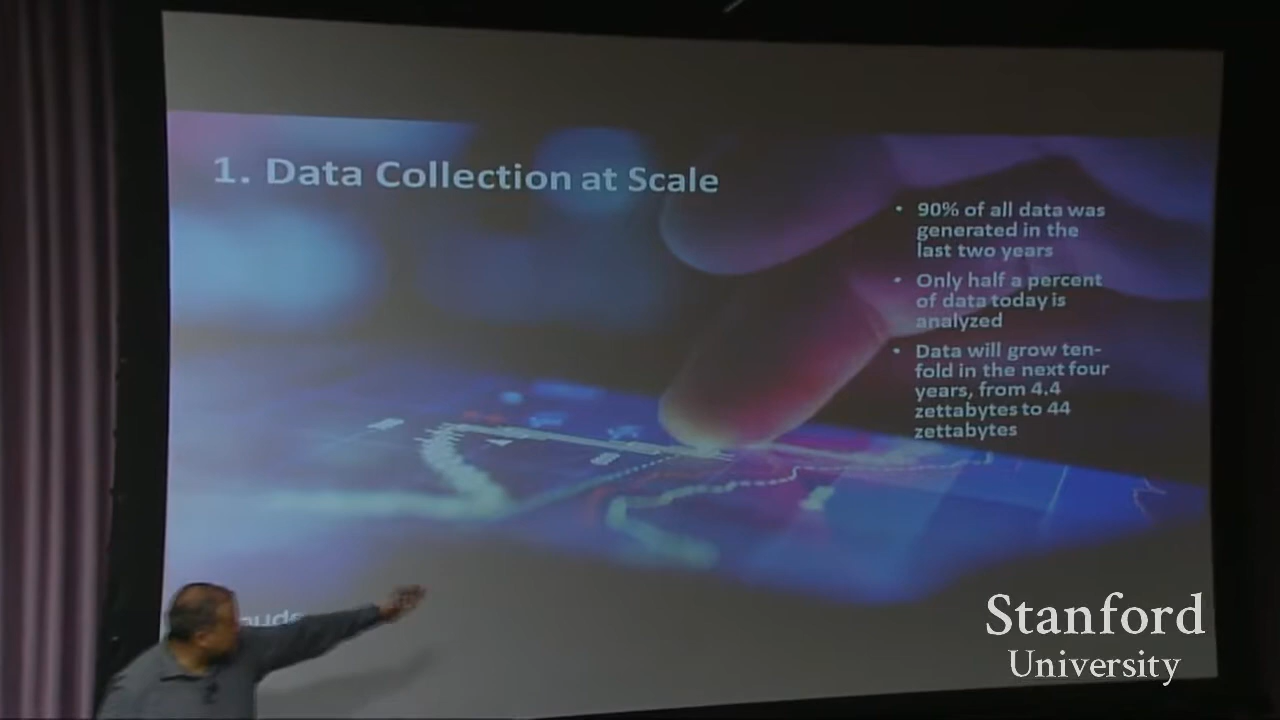 1. Data Collection at Scale
• 90% of all data was
generated in the
last two years
• Only half a percent
of data today is
analyzed
• Data will grow ten-
fold in the next four
years, from 4.4
zettabytes to 44
zettabytes
Stanford
University